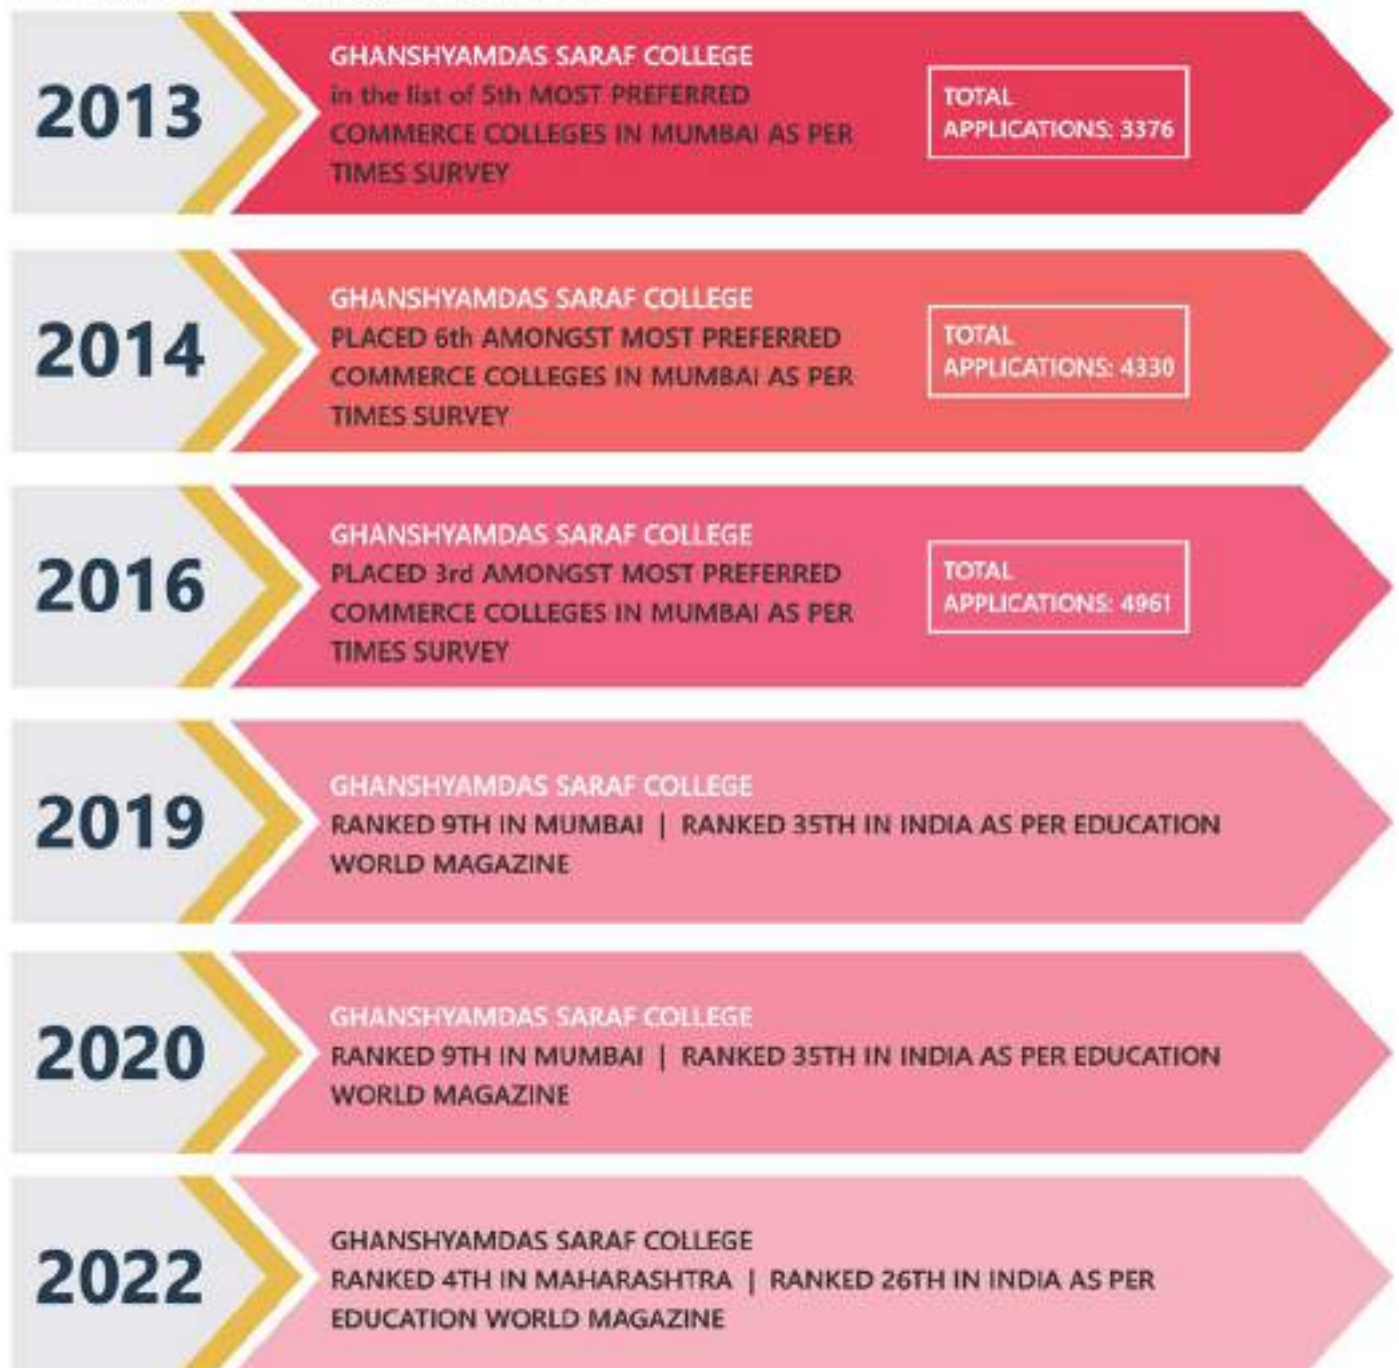 2013
GHANSHYAMDAS SARAF COLLEGE
in the list of 5th MOST PREFERRED
COMMERCE COLLEGES IN MUMBAI AS PER
TIMES SURVEY
TOTAL
APPLICATIONS: 3376
2014
GHANSHYAMDAS SARAF COLLEGE
PLACED 6th AMONGST MOST PREFERRED
COMMERCE COLLEGES IN MUMBAI AS PER
TIMES SURVEY
TOTAL
APPLICATIONS: 4330
2016
GHANSHYAMDAS SARAF COLLEGE
PLACED 3rd AMONGST MOST PREFERRED
COMMERCE COLLEGES IN MUMBAI AS PER
TIMES SURVEY
TOTAL
APPLICATIONS: 4961
2019
GHANSHYAMDAS SARAF COLLEGE
RANKED 9TH IN MUMBAI | RANKED 35TH IN INDIA AS PER EDUCATION
WORLD MAGAZINE
2020
GHANSHYAMDAS SARAF COLLEGE
RANKED 9TH IN MUMBAI | RANKED 35TH IN INDIA AS PER EDUCATION
WORLD MAGAZINE
2022
GHANSHYAMDAS SARAF COLLEGE
RANKED 4TH IN MAHARASHTRA | RANKED 26TH IN INDIA AS PER
EDUCATION WORLD MAGAZINE